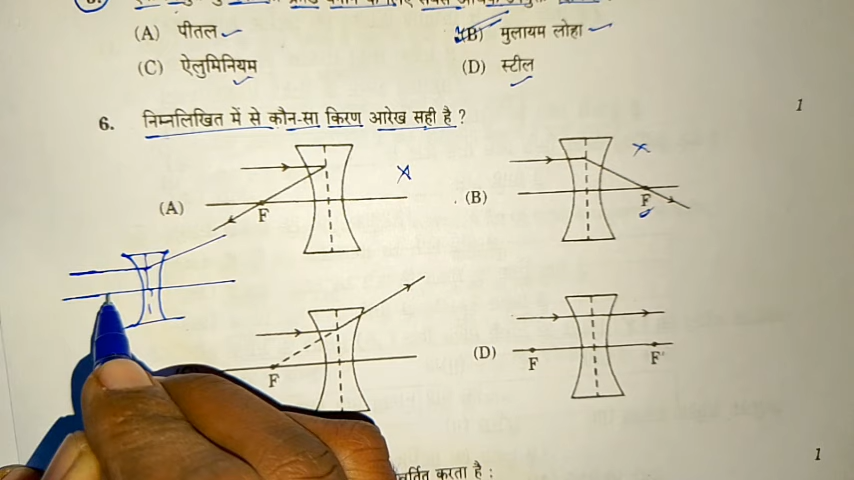 (A) पीतल (B) मुलायम लोहा
(C) ऐलुमिनियम (D) स्टील
6. निम्नलिखित में से कौन-सा किरण आरेख सही है ? 1
(A) F
(B) F
F
(D) F F'
1
करता है :